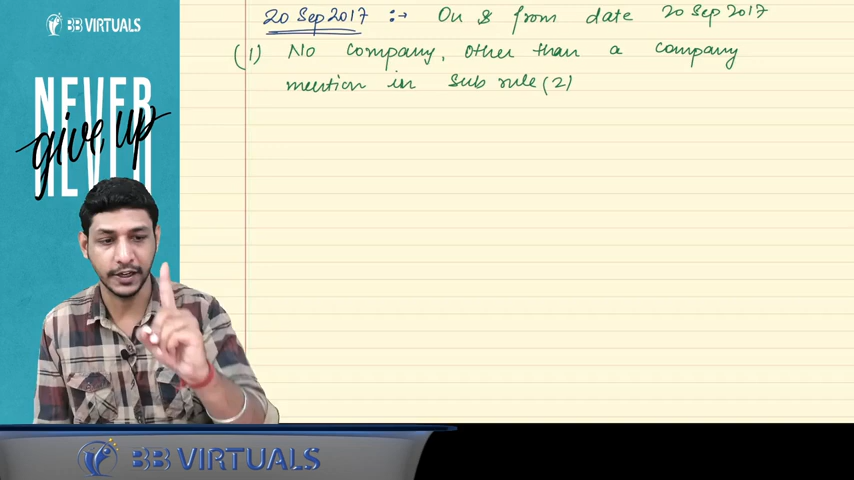 BB VIRTUALS
NEVER
give up
NEVER
20 Sep 2017 :→ On & from date 20 Sep 2017
(1) No Company, Other than a Company
mention in Sub rule (2)
BB VIRTUALS